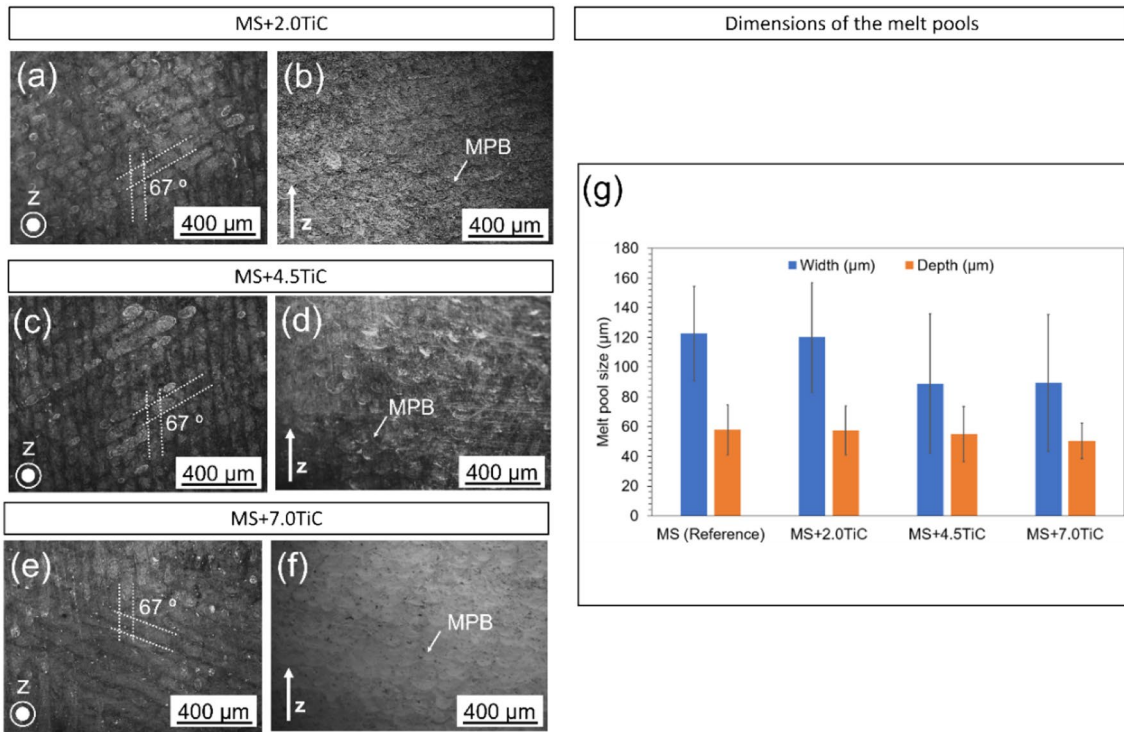 MS+2.0TiC
Dimensions of the melt pools
(a)
67 º
z
400 µm
(b)
MPB
z
400 µm
MS+4.5TiC
(c)
67 º
z
400 µm
(d)
MPB
z
400 µm
MS+7.0TiC
(e)
67 º
z
400 µm
(f)
MPB
z
400 µm
(g)
Width (µm) Depth (µm)
Melt pool size (µm)
180
160
140
120
100
80
60
40
20
0
MS (Reference) MS+2.0TiC MS+4.5TiC MS+7.0TiC